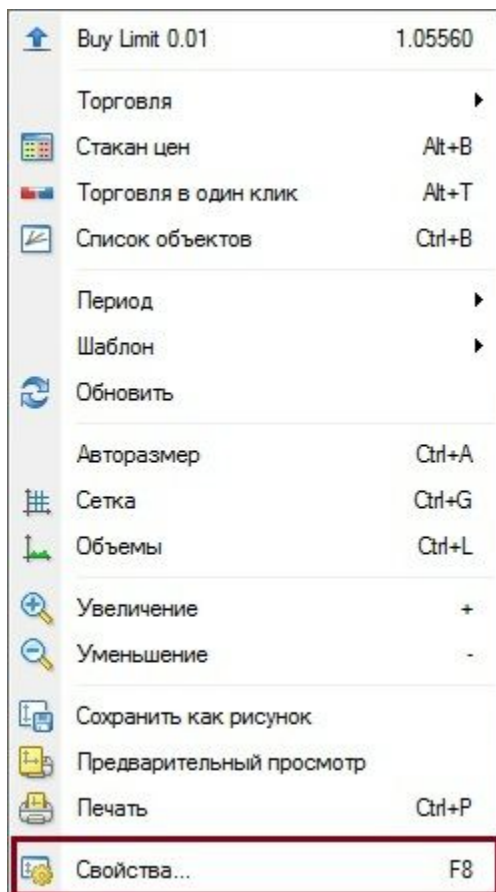 Buy Limit 0.01 1.05560
Торговля
Стакан цен Alt+B
Торговля в один клик Alt+T
Список объектов Ctrl+B
Период
Шаблон
Обновить
Авторазмер Ctrl+A
Сетка Ctrl+G
Объемы Ctrl+L
Увеличение +
Уменьшение -
Сохранить как рисунок
Предварительный просмотр
Печать Ctrl+P
Свойства... F8